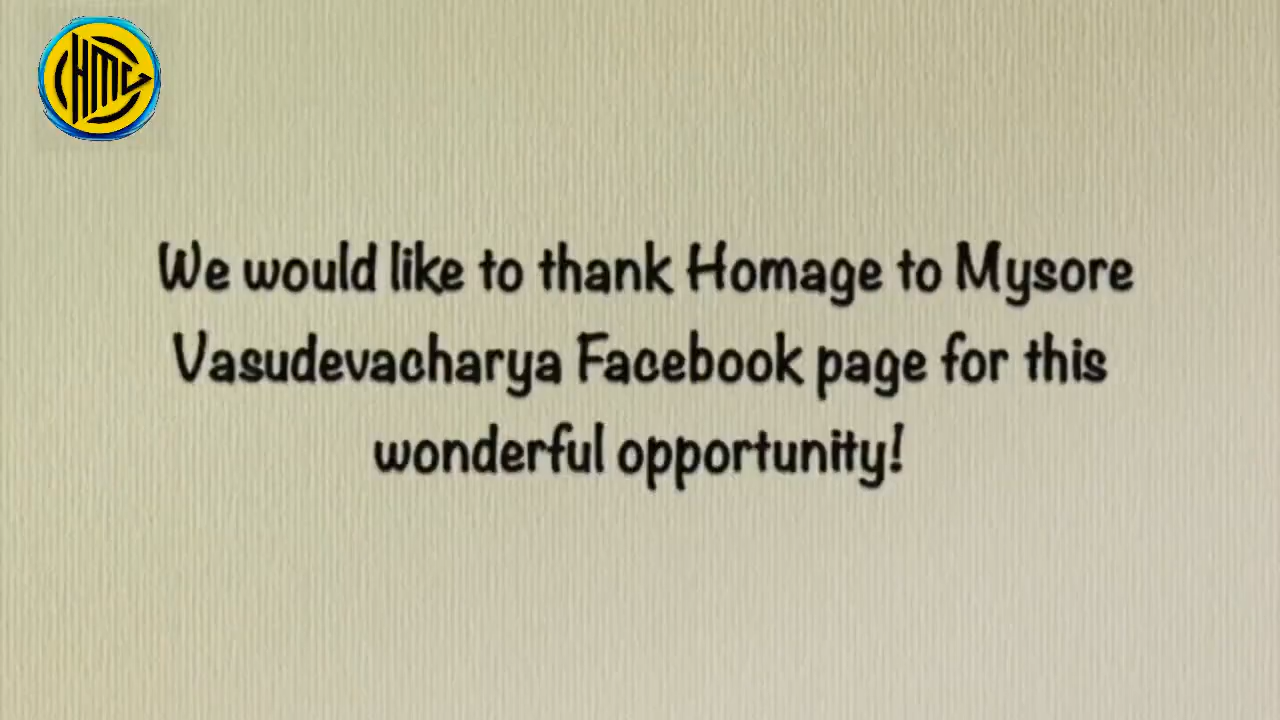 We would like to thank Homage to Mysore
Vasudevacharya Facebook page for this
wonderful opportunity!